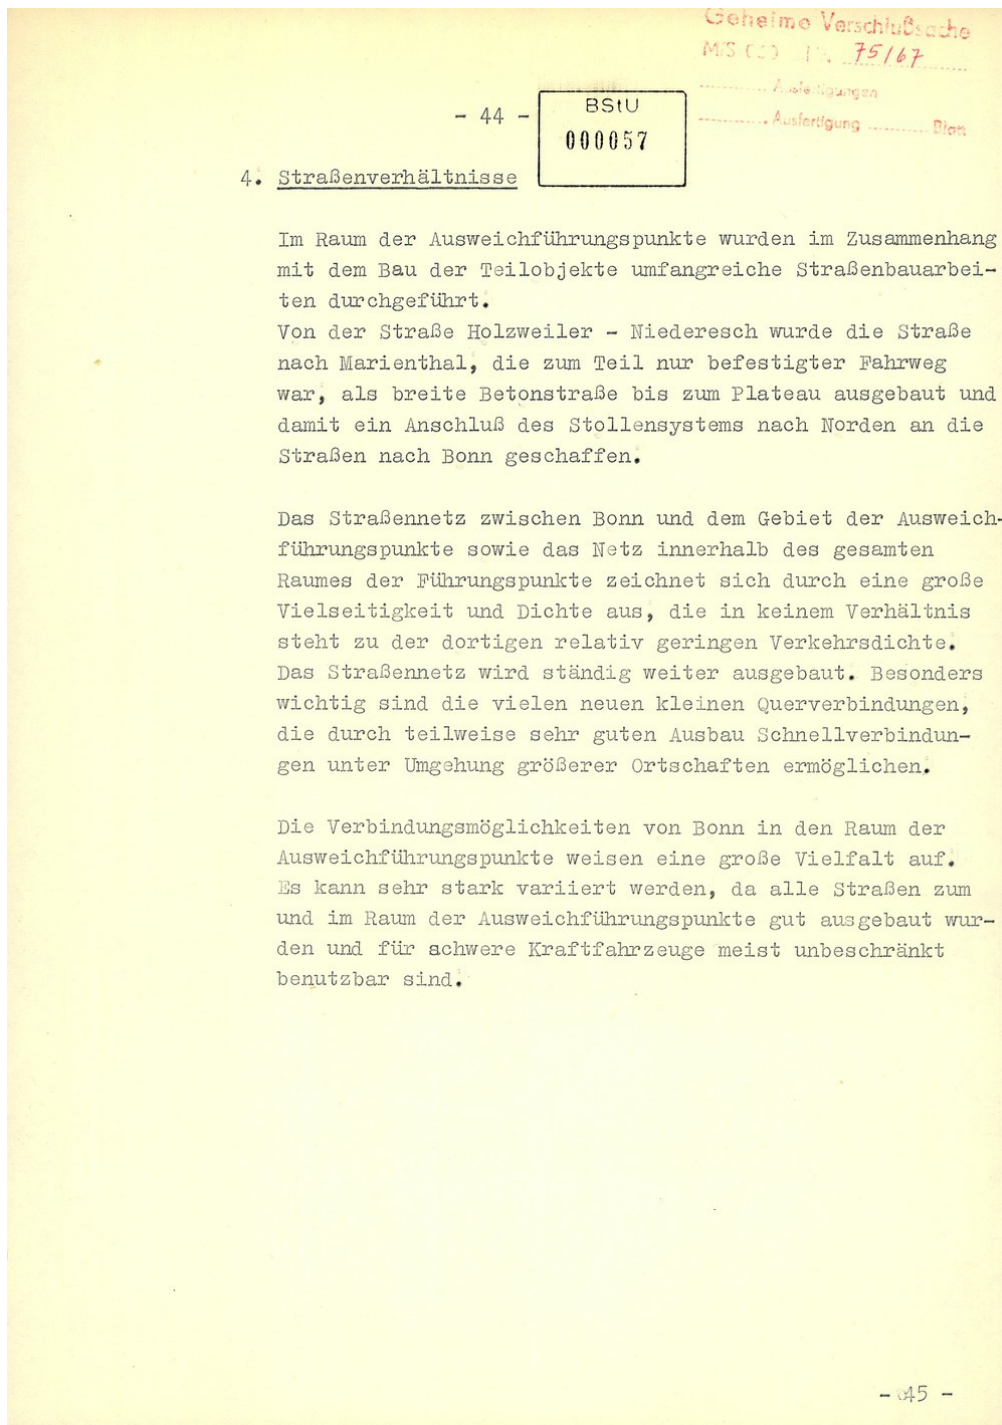 Geheime Verschlußsache
MfS (20) Nr. 75/67
Ausfertigungen
Ausfertigung Blatt
- 44 -
BStU
000057
4. Straßenverhältnisse
Im Raum der Ausweichführungspunkte wurden im Zusammenhang
mit dem Bau der Teilobjekte umfangreiche Straßenbauarbei-
ten durchgeführt.
Von der Straße Holzweiler - Niederesch wurde die Straße
nach Marienthal, die zum Teil nur befestigter Fahrweg
war, als breite Betonstraße bis zum Plateau ausgebaut und
damit ein Anschluß des Stollensystems nach Norden an die
Straßen nach Bonn geschaffen.
Das Straßennetz zwischen Bonn und dem Gebiet der Ausweich-
führungspunkte sowie das Netz innerhalb des gesamten
Raumes der Führungspunkte zeichnet sich durch eine große
Vielseitigkeit und Dichte aus, die in keinem Verhältnis
steht zu der dortigen relativ geringen Verkehrsdichte.
Das Straßennetz wird ständig weiter ausgebaut. Besonders
wichtig sind die vielen neuen kleinen Querverbindungen,
die durch teilweise sehr guten Ausbau Schnellverbindun-
gen unter Umgehung größerer Ortschaften ermöglichen.
Die Verbindungsmöglichkeiten von Bonn in den Raum der
Ausweichführungspunkte weisen eine große Vielfalt auf.
Es kann sehr stark variiert werden, da alle Straßen zum
und im Raum der Ausweichführungspunkte gut ausgebaut wur-
den und für schwere Kraftfahrzeuge meist unbeschränkt
benutzbar sind.
- 45 -